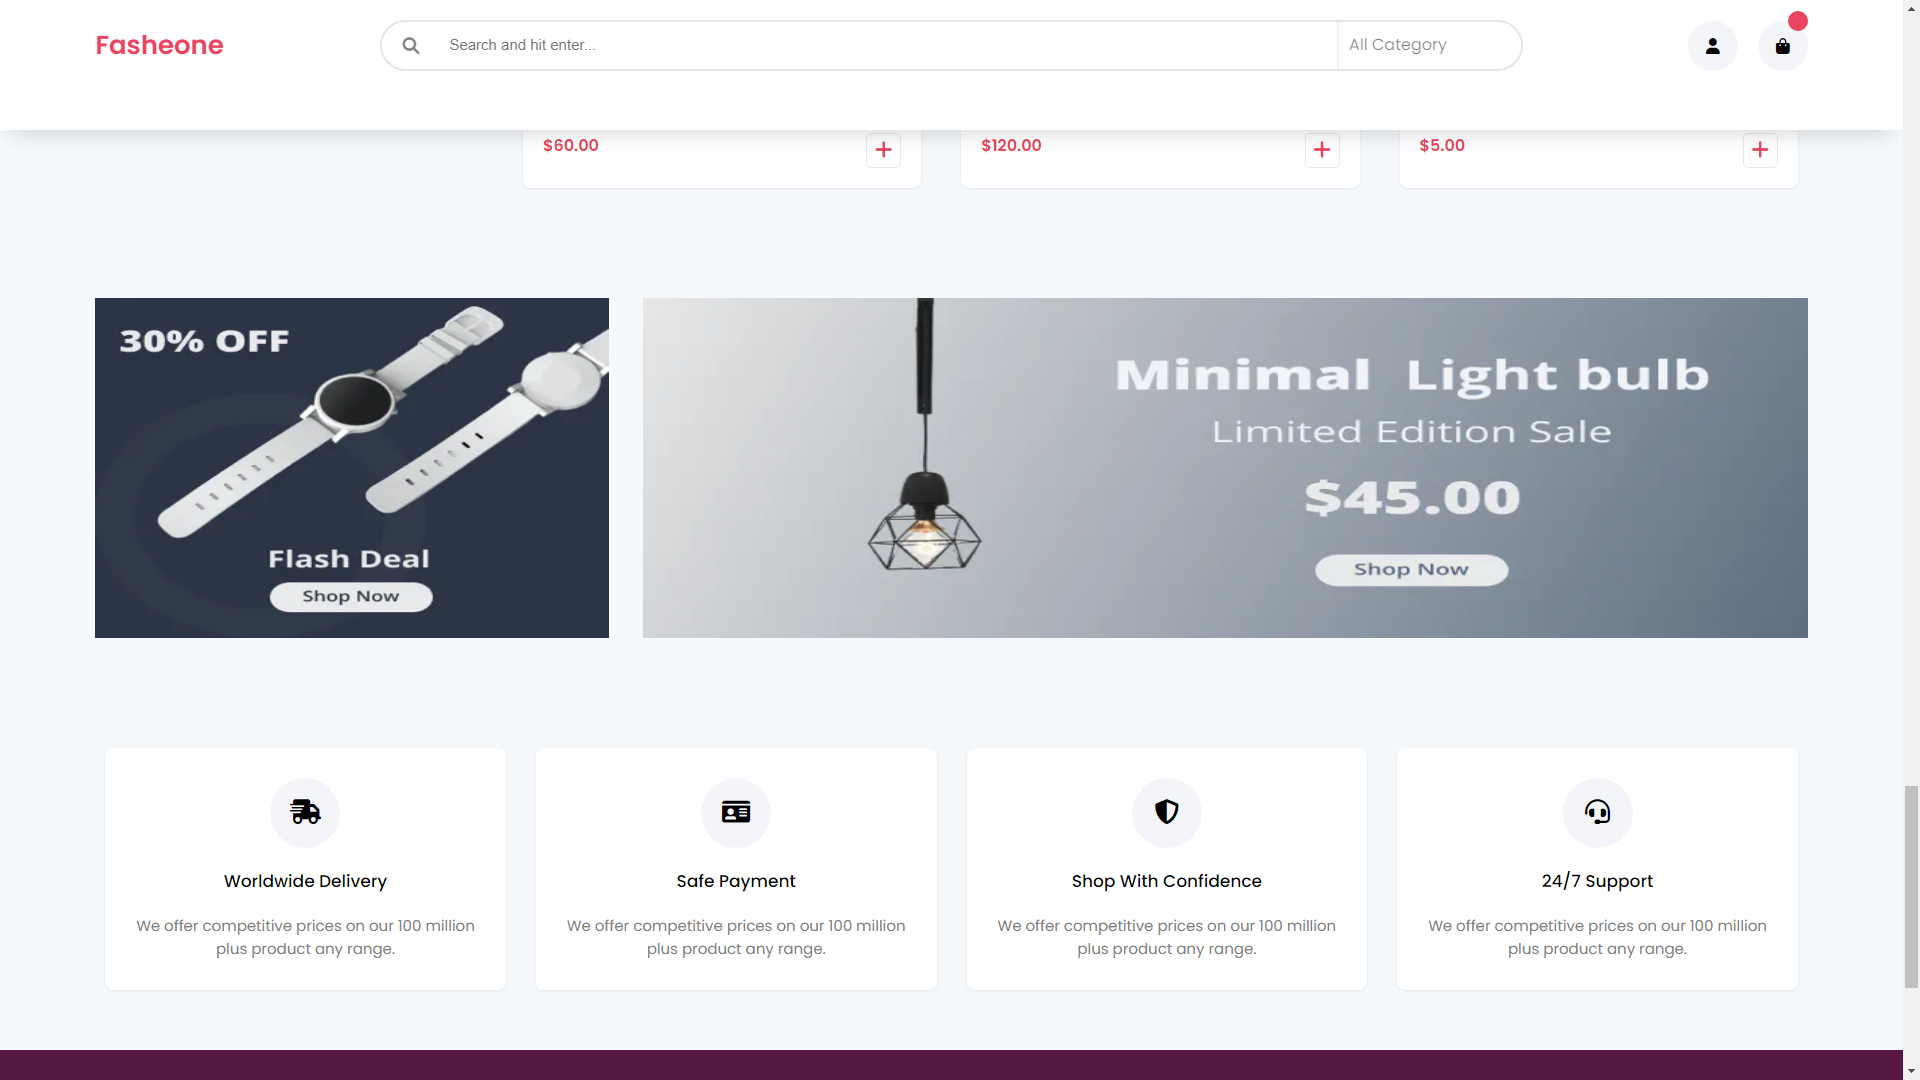 Fasheone
Search and hit enter...
All Category
$60.00
$120.00
$5.00
30% OFF
Flash Deal
Shop Now
Minimal Light bulb
Limited Edition Sale
$45.00
Shop Now
Worldwide Delivery
We offer competitive prices on our 100 million
plus product any range.
Safe Payment
We offer competitive prices on our 100 million
plus product any range.
Shop With Confidence
We offer competitive prices on our 100 million
plus product any range.
24/7 Support
We offer competitive prices on our 100 million
plus product any range.